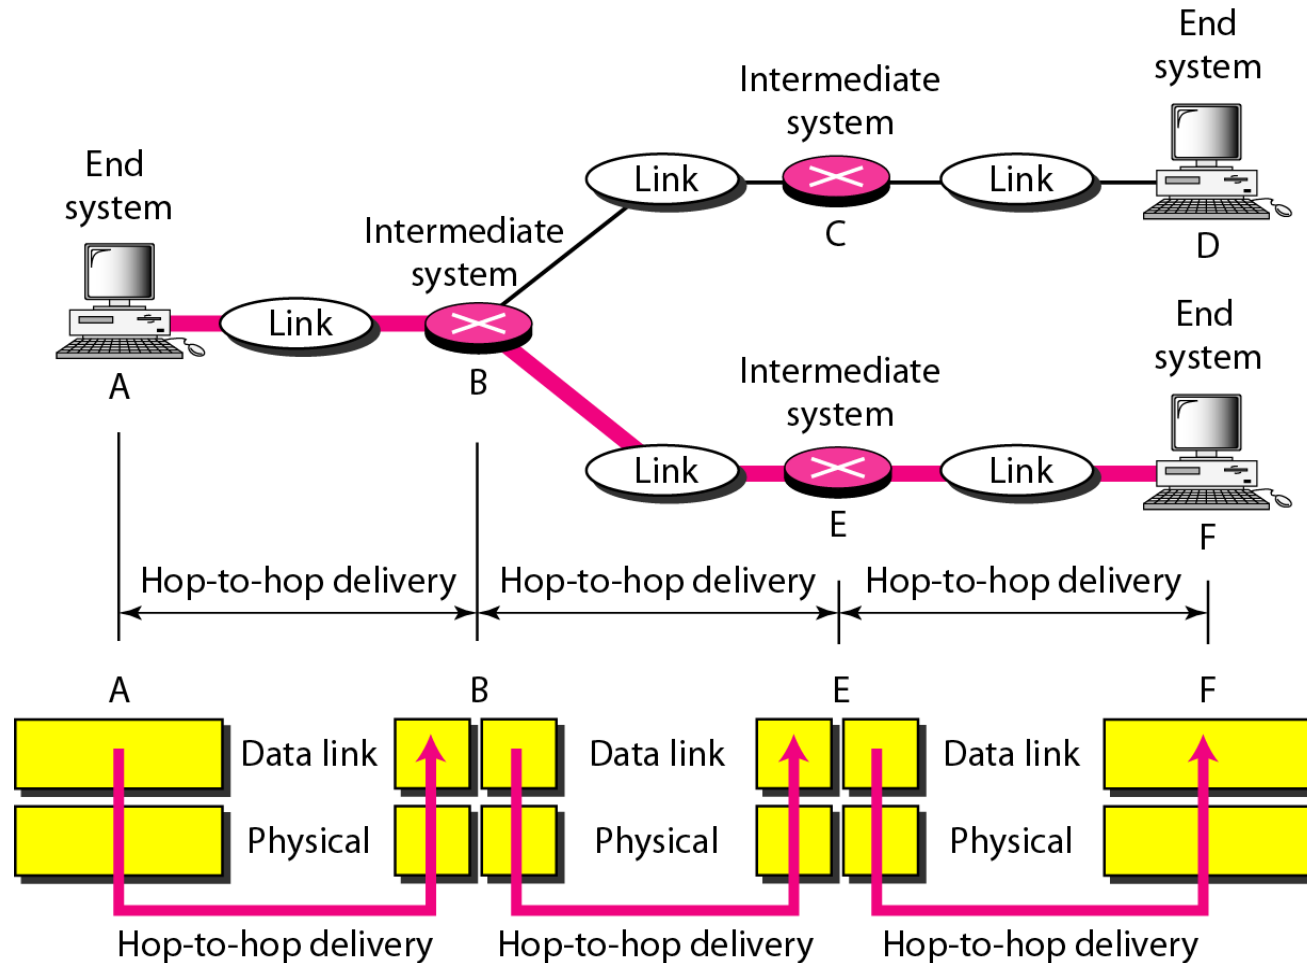 End
system
Intermediate
system
End
system
Link
Link
C
D
Intermediate
system
Link
A
B
End
system
Intermediate
system
Link
Link
E
F
Hop-to-hop delivery
Hop-to-hop delivery
Hop-to-hop delivery
A
B
E
F
Data link
Data link
Data link
Physical
Physical
Physical
Hop-to-hop delivery
Hop-to-hop delivery
Hop-to-hop delivery